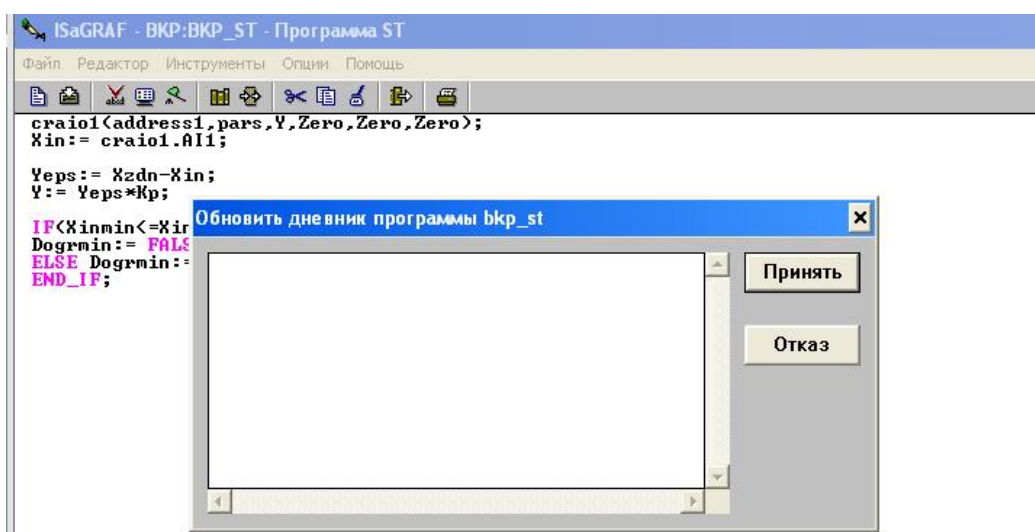 ISaGRAF - BKP:BKP_ST - Программа ST
Файл Редактор Инструменты Опции Помощь
craio1(address1,pars,Y,Zero,Zero,Zero);
Xin:= craio1.AI1;
Yeps:= Xzdn-Xin;
Y:= Yeps*Kp;
IF(Xinmin<=Xin
Dogrmin:= FALS
ELSE Dogrmin:=
END_IF;
Обновить дневник программы bkp_st
Принять
Отказ